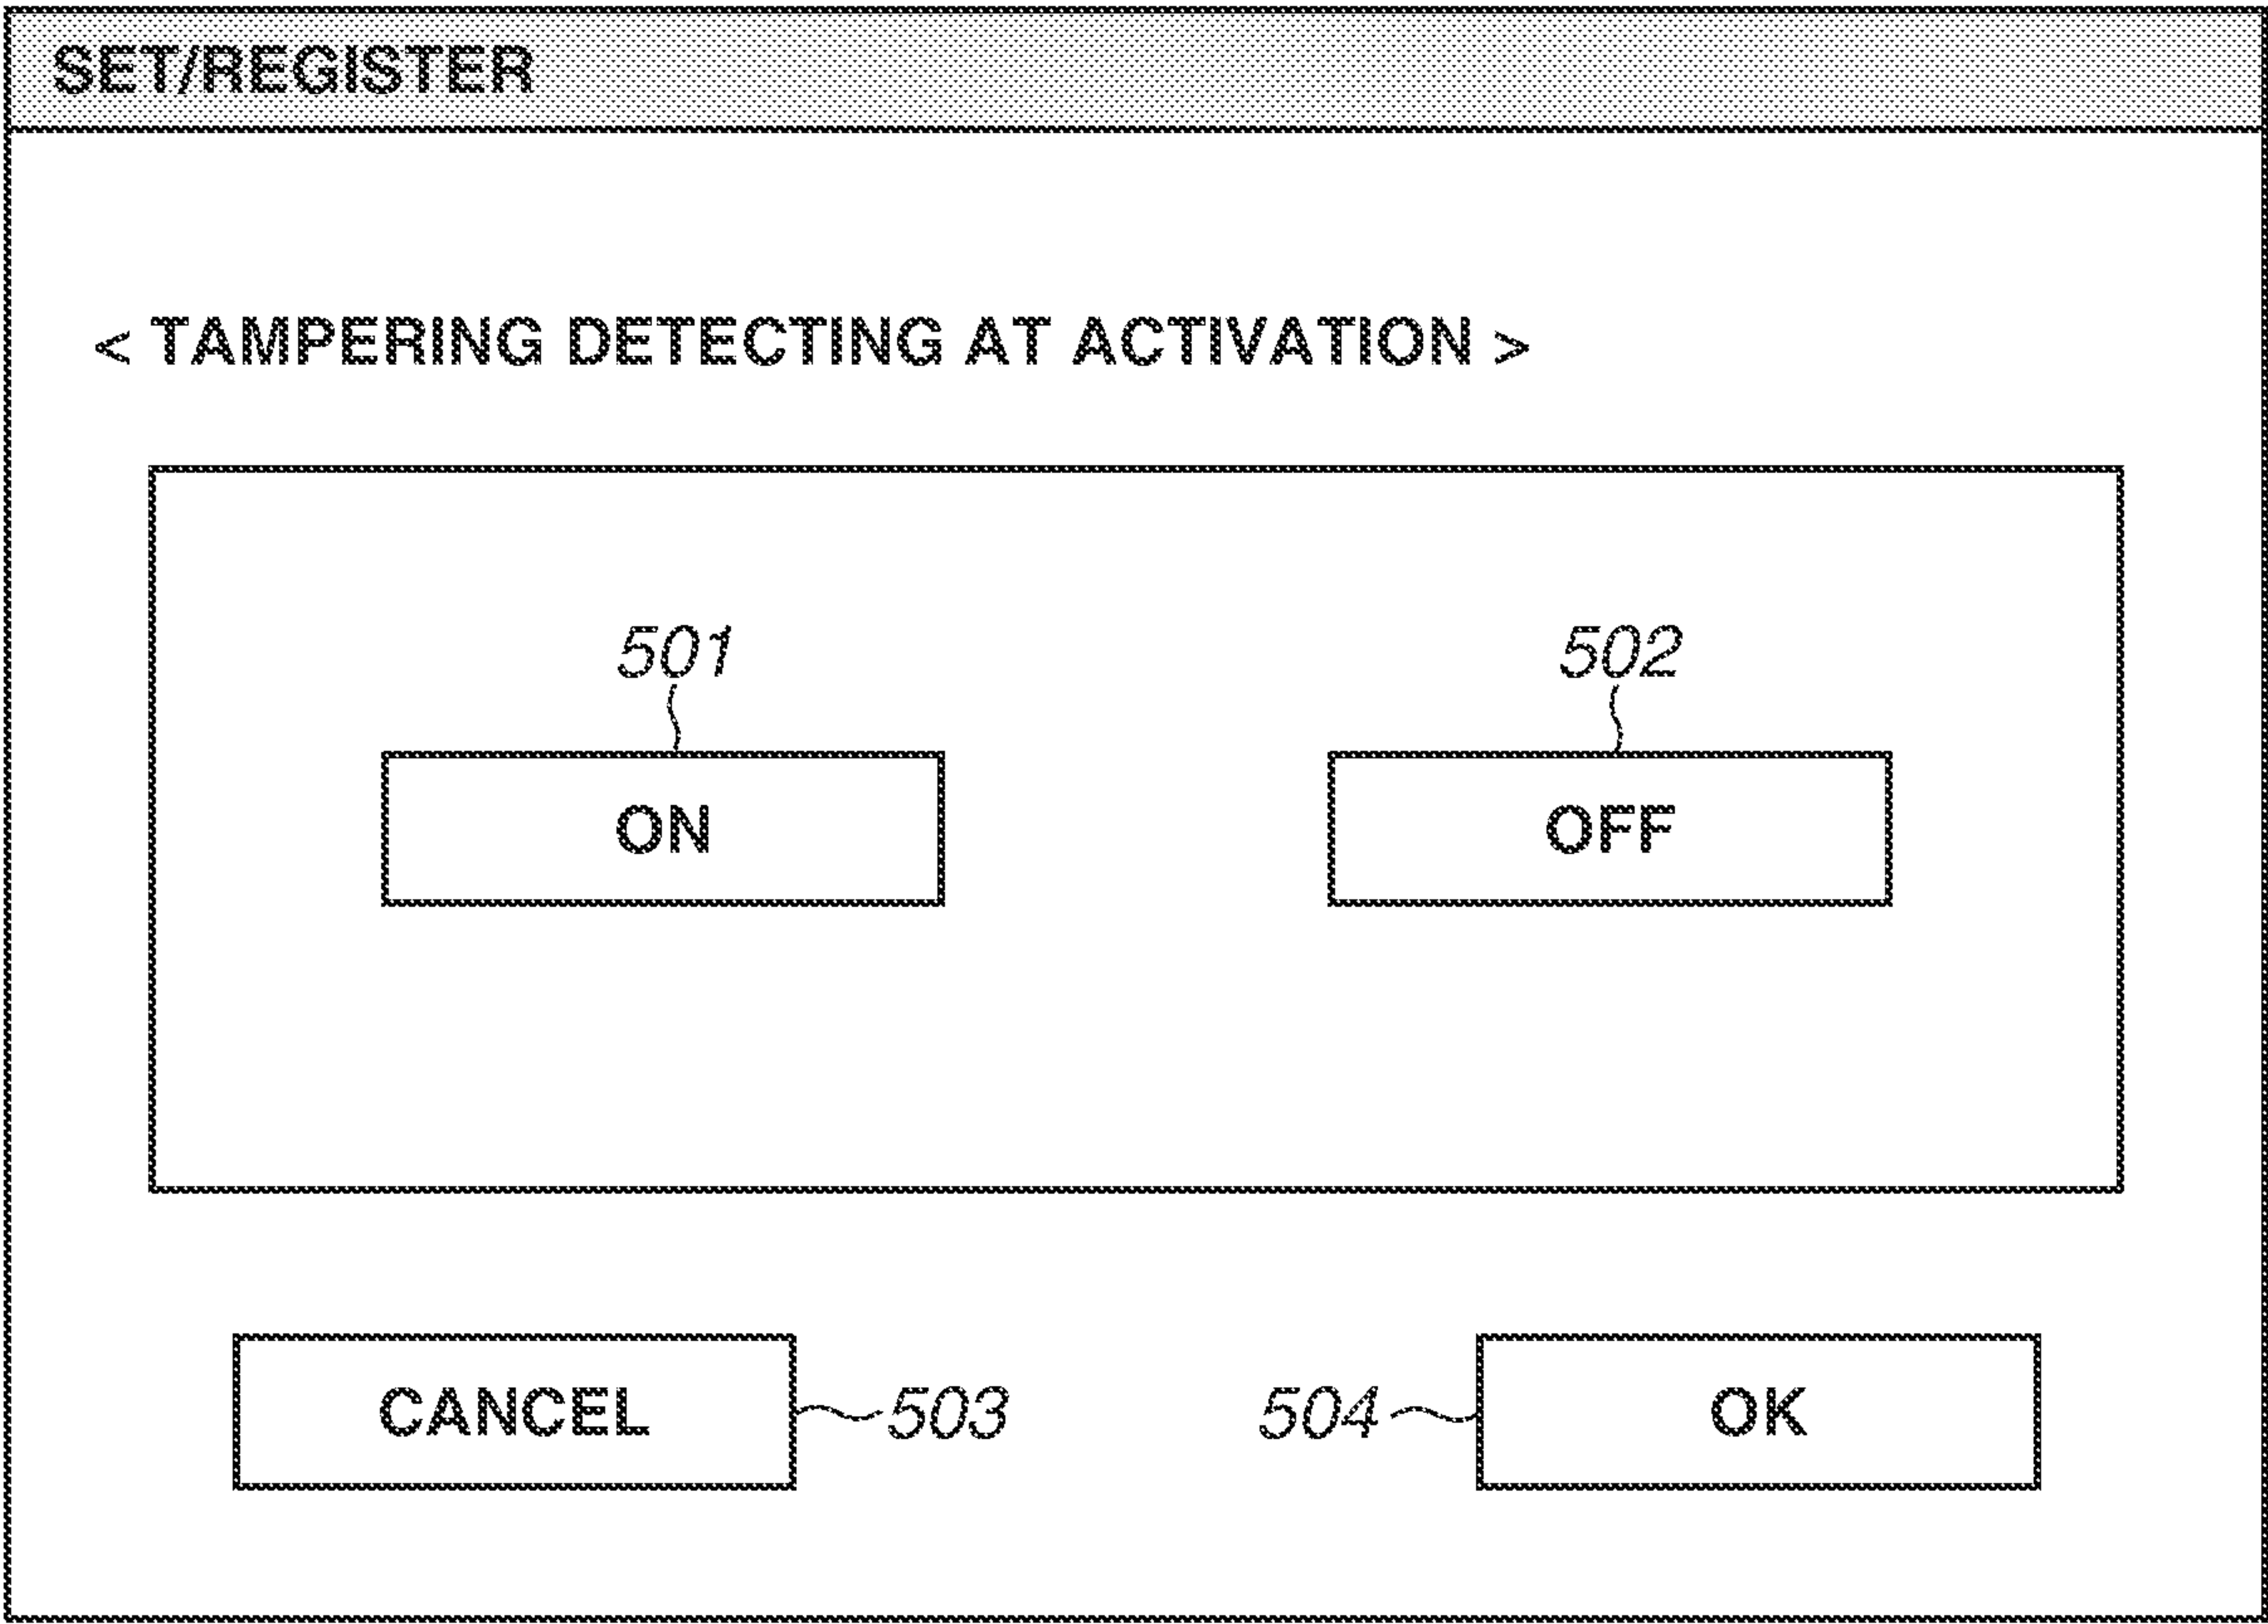 SET/REGISTER
< TAMPERING DETECTING AT ACTIVATION >
501 502
ON OFF
CANCEL 503 504 OK